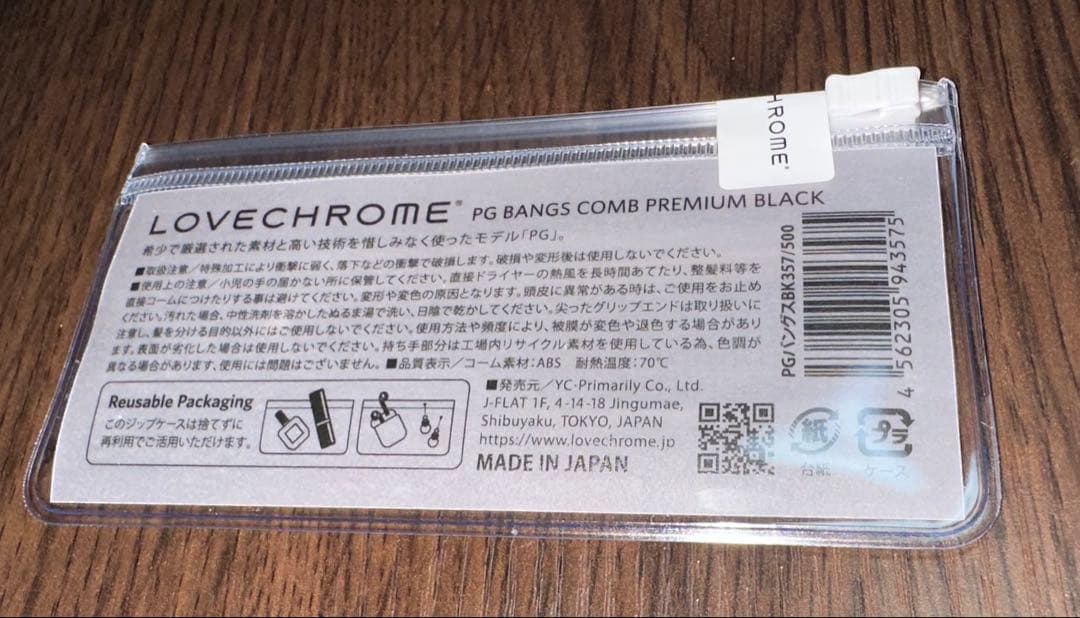 HROME®
LOVECHROME® PG BANGS COMB PREMIUM BLACK
希少で厳選された素材と高い技術を惜しみなく使ったモデル「PG」。
■取扱注意／特殊加工により衝撃に弱く、落下などの衝撃で破損します。破損や変形後は使用しないでください。
■使用上の注意／小児の手の届かない所に保管してください。直接ドライヤーの熱風を長時間あてたり、整髪料等を
直接コームにつけたりする事は避けてください。変形や変色の原因となります。頭皮に異常がある時は、ご使用をお止め
ください。汚れた場合、中性洗剤を溶かしたぬるま湯で洗い、日陰で乾かしてください。尖ったグリップエンドは取り扱いに
注意し、髪を分ける目的以外にはご使用しないでください。使用方法や頻度により、被膜が変色や退色する場合があり
ます。表面が劣化した場合は使用しないでください。持ち手部分は工場内リサイクル素材を使用している為、色調が
異なる場合があります、使用には問題はございません。■品質表示／コーム素材:ABS 耐熱温度:70℃
Reusable Packaging
このジップケースは捨てずに
再利用でご活用いただけます。
■発売元／YC-Primarily Co., Ltd.
J-FLAT 1F, 4-14-18 Jingumae,
Shibuyaku, TOKYO, JAPAN
https://www.lovechrome.jp
MADE IN JAPAN
PGバングスBK357/500
4 562305 943575
紙
台紙
プラ
ケース